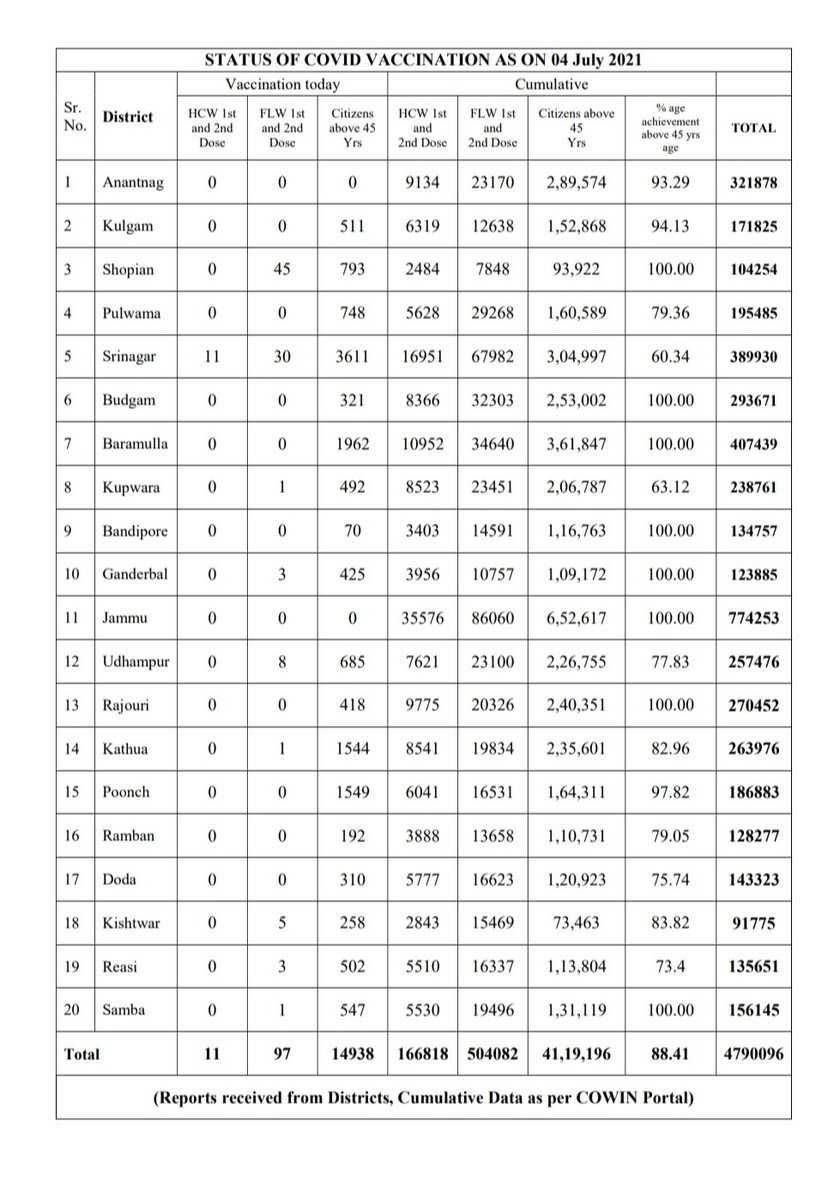 STATUS OF COVID VACCINATION AS ON 04 July 2021
Sr. No. District Vaccination today Cumulative
HCW 1st and 2nd Dose FLW 1st and 2nd Dose Citizens above 45 Yrs HCW 1st and 2nd Dose FLW 1st and 2nd Dose Citizens above 45 Yrs % age achievement above 45 yrs age TOTAL
1 Anantnag 0 0 0 9134 23170 2,89,574 93.29 321878
2 Kulgam 0 0 511 6319 12638 1,52,868 94.13 171825
3 Shopian 0 45 793 2484 7848 93,922 100.00 104254
4 Pulwama 0 0 748 5628 29268 1,60,589 79.36 195485
5 Srinagar 11 30 3611 16951 67982 3,04,997 60.34 389930
6 Budgam 0 0 321 8366 32303 2,53,002 100.00 293671
7 Baramulla 0 0 1962 10952 34640 3,61,847 100.00 407439
8 Kupwara 0 1 492 8523 23451 2,06,787 63.12 238761
9 Bandipore 0 0 70 3403 14591 1,16,763 100.00 134757
10 Ganderbal 0 3 425 3956 10757 1,09,172 100.00 123885
11 Jammu 0 0 0 35576 86060 6,52,617 100.00 774253
12 Udhampur 0 8 685 7621 23100 2,26,755 77.83 257476
13 Rajouri 0 0 418 9775 20326 2,40,351 100.00 270452
14 Kathua 0 1 1544 8541 19834 2,35,601 82.96 263976
15 Poonch 0 0 1549 6041 16531 1,64,311 97.82 186883
16 Ramban 0 0 192 3888 13658 1,10,731 79.05 128277
17 Doda 0 0 310 5777 16623 1,20,923 75.74 143323
18 Kishtwar 0 5 258 2843 15469 73,463 83.82 91775
19 Reasi 0 3 502 5510 16337 1,13,804 73.4 135651
20 Samba 0 1 547 5530 19496 1,31,119 100.00 156145
Total 11 97 14938 166818 504082 41,19,196 88.41 4790096
(Reports received from Districts, Cumulative Data as per COWIN Portal)